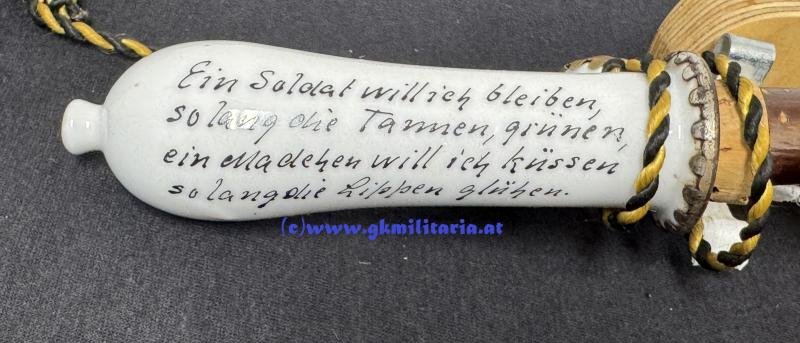 Ein Soldat will ich bleiben,
solang die Tannen, grünen,
ein Madchen will ich küssen
solang die Lippen glühen.
(c)www.gkmilitaria.at